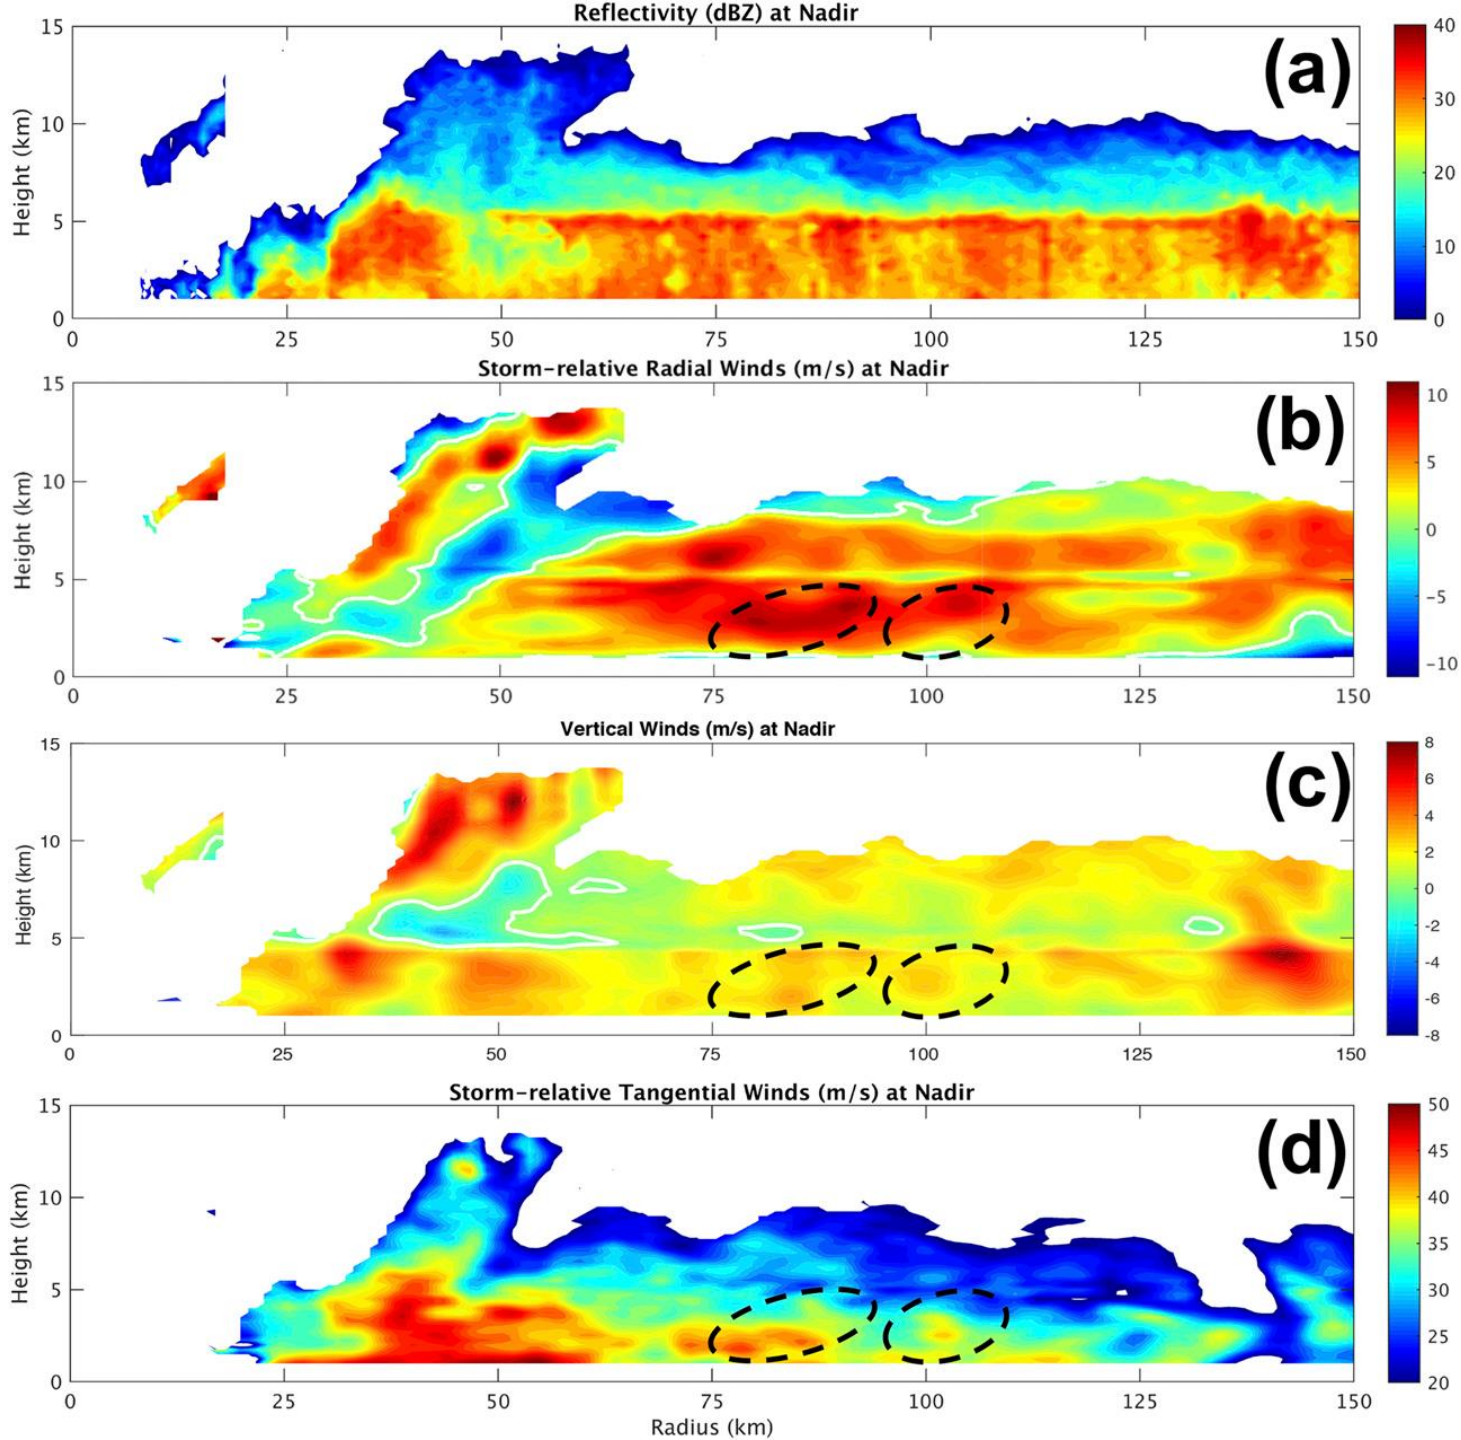 Reflectivity (dBZ) at Nadir
(a)
15
10
5
0
Height (km)
0 25 50 75 100 125 150
40
30
20
10
0
Storm-relative Radial Winds (m/s) at Nadir
(b)
15
10
5
0
Height (km)
0 25 50 75 100 125 150
10
5
0
-5
-10
Vertical Winds (m/s) at Nadir
(c)
15
10
5
0
Height (km)
0 25 50 75 100 125 150
8
6
4
2
0
-2
-4
-6
-8
Storm-relative Tangential Winds (m/s) at Nadir
(d)
15
10
5
0
Height (km)
0 25 50 75 100 125 150
Radius (km)
50
45
40
35
30
25
20